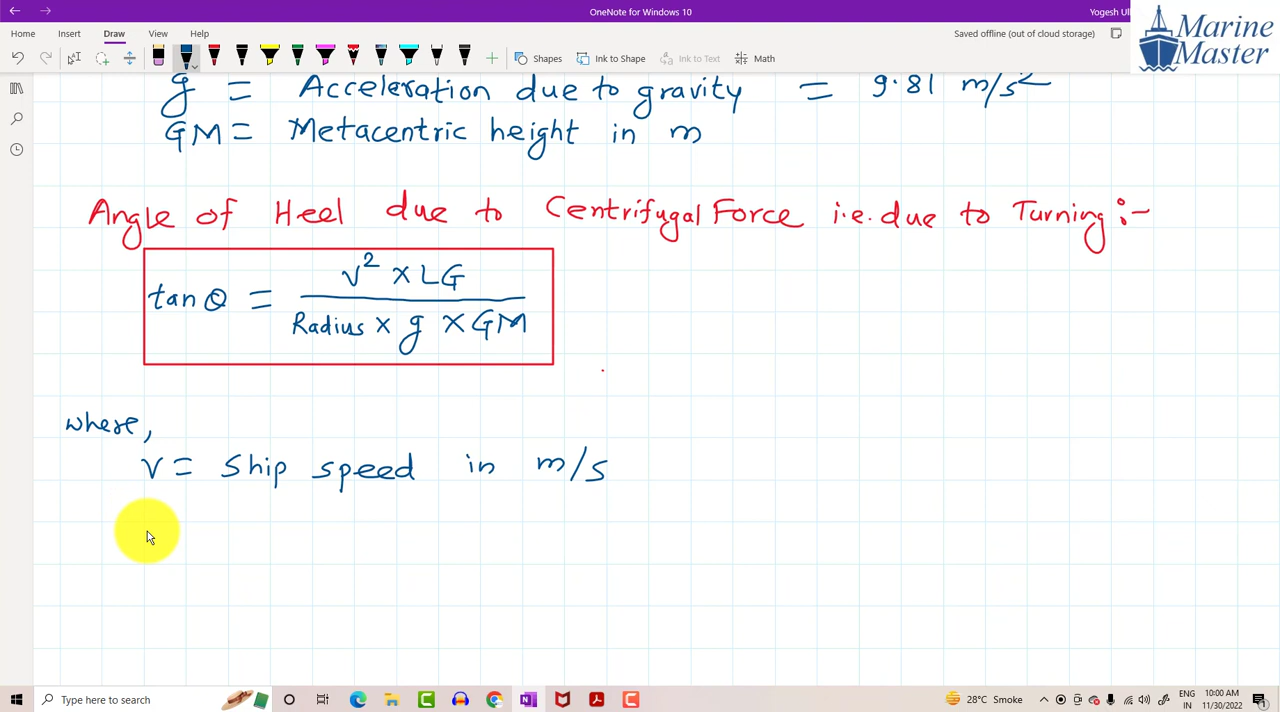 OneNote for Windows 10
Yogesh Ull
Home Insert Draw View Help
Saved offline (out of cloud storage)
Marine Master
Shapes Ink to Shape Ink to Text Math
g = Acceleration due to gravity = 9.81 m/s²
GM = Metacentric height in m
Angle of Heel due to Centrifugal Force i.e. due to Turning :-
tan θ = v² × LG / Radius × g × GM
where,
v = ship speed in m/s
Type here to search
28°C Smoke
ENG IN
10:00 AM
11/30/2022